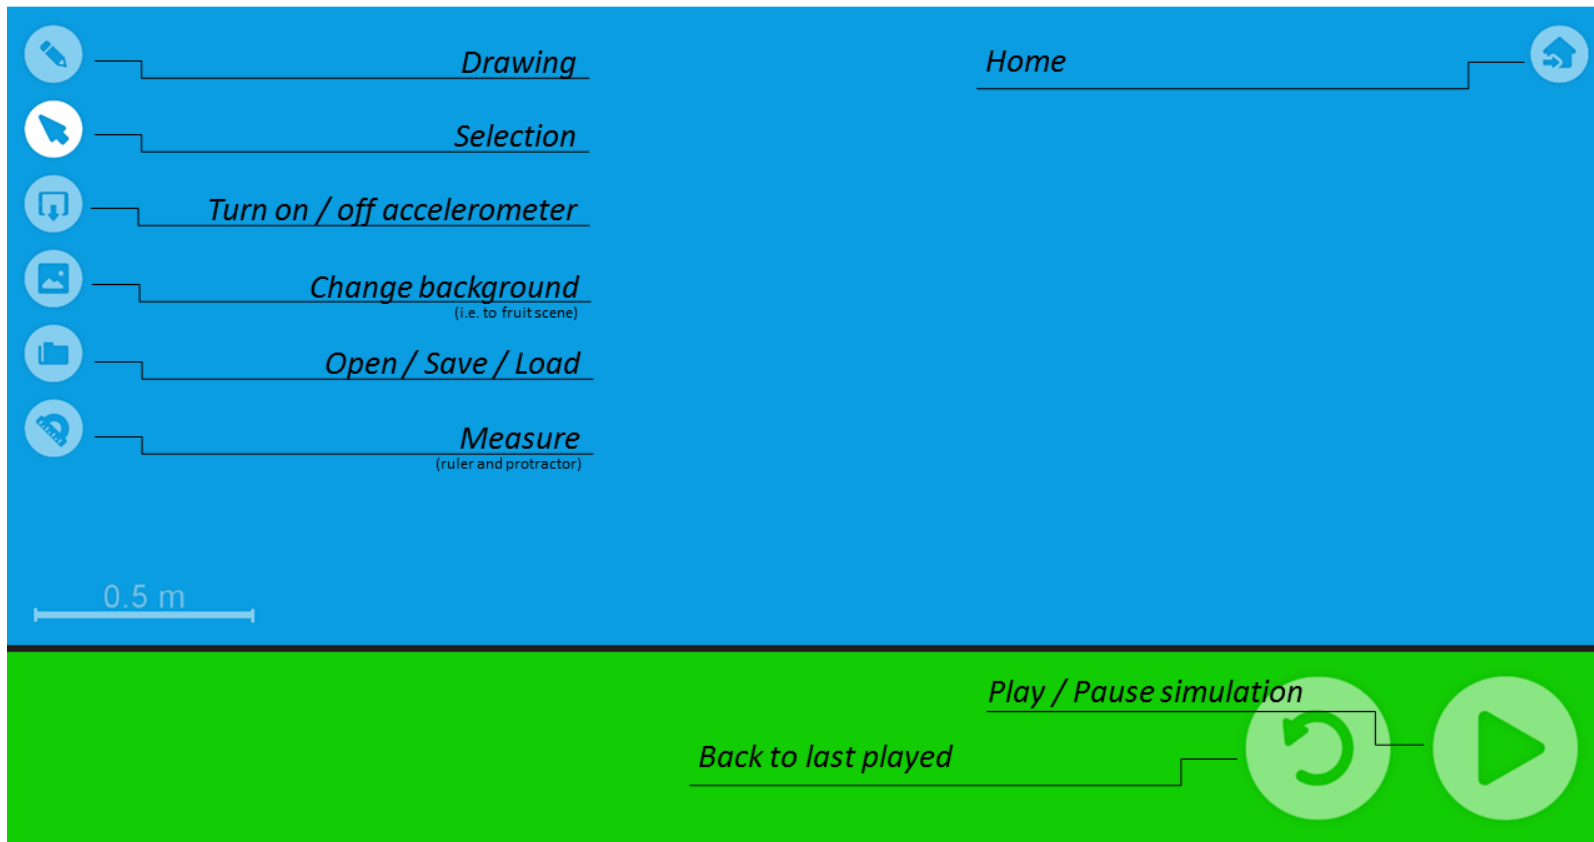 Drawing
Home
Selection
Turn on / off accelerometer
Change background
(i.e. to fruit scene)
Open / Save / Load
Measure
(ruler and protractor)
0.5 m
Play / Pause simulation
Back to last played